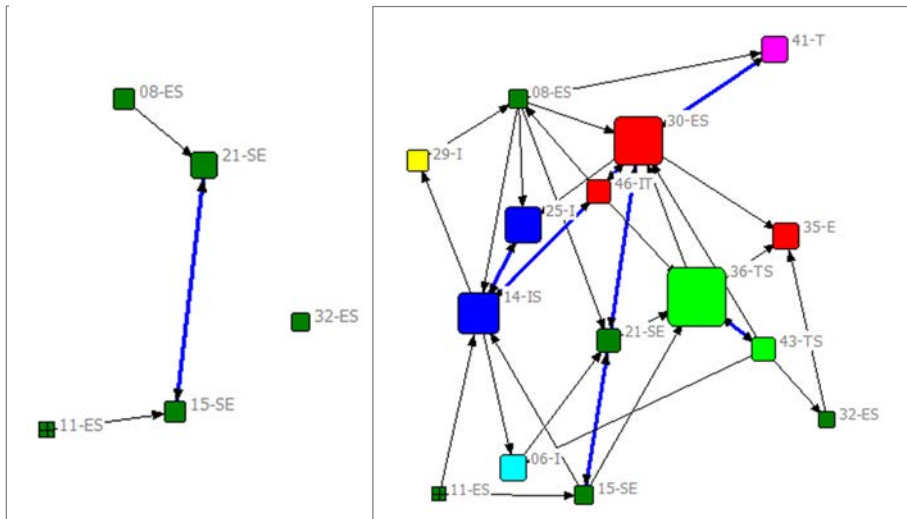 08-ES
21-SE
32-ES
15-SE
11-ES
41-T
08-ES
30-ES
29-I
46-IT
25-I
35-E
36-TS
14-IS
21-SE
43-TS
32-ES
06-I
11-ES
15-SE